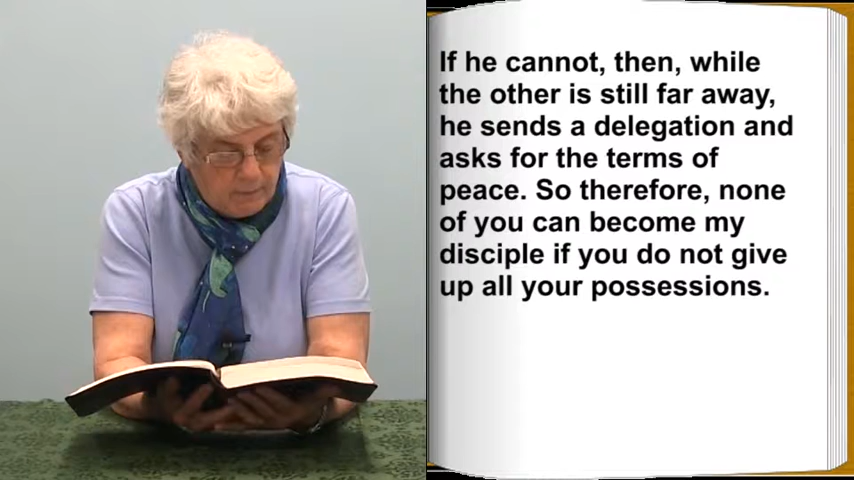 If he cannot, then, while
the other is still far away,
he sends a delegation and
asks for the terms of
peace. So therefore, none
of you can become my
disciple if you do not give
up all your possessions.